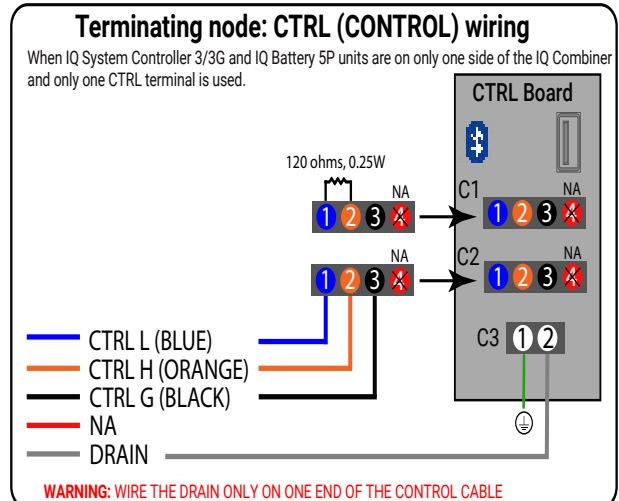 Terminating node: CTRL (CONTROL) wiring
When IQ System Controller 3/3G and IQ Battery 5P units are on only one side of the IQ Combiner
and only one CTRL terminal is used.
CTRL Board
120 ohms, 0.25W
NA
1 2 3 4
C1
NA
1 2 3 4
NA
1 2 3 4
C2
NA
1 2 3 4
C3 1 2
CTRL L (BLUE)
CTRL H (ORANGE)
CTRL G (BLACK)
NA
DRAIN
WARNING: WIRE THE DRAIN ONLY ON ONE END OF THE CONTROL CABLE